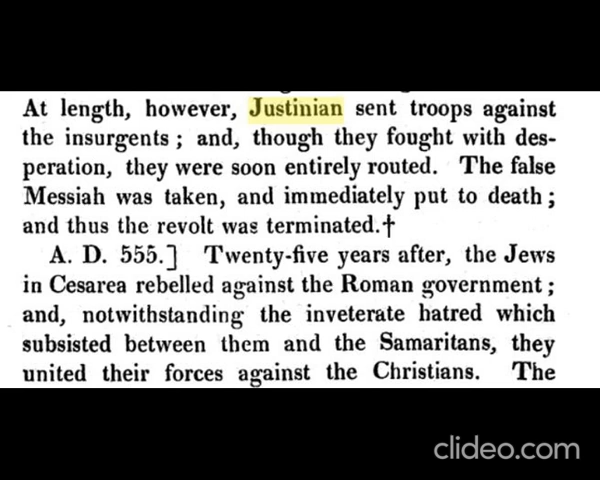 At length, however, Justinian sent troops against
the insurgents ; and, though they fought with des-
peration, they were soon entirely routed. The false
Messiah was taken, and immediately put to death ;
and thus the revolt was terminated.†
A. D. 555.] Twenty-five years after, the Jews
in Cesarea rebelled against the Roman government ;
and, notwithstanding the inveterate hatred which
subsisted between them and the Samaritans, they
united their forces against the Christians. The
clideo.com